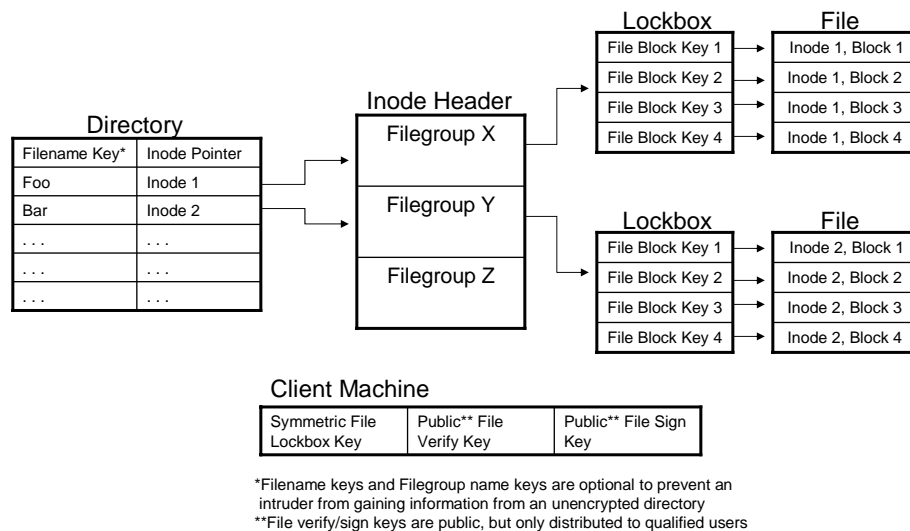 Directory
Filename Key* Inode Pointer
Foo Inode 1
Bar Inode 2
. . . . . .
. . . . . .
. . . . . .
Inode Header
Filegroup X
Filegroup Y
Filegroup Z
Lockbox
File Block Key 1
File Block Key 2
File Block Key 3
File Block Key 4
File
Inode 1, Block 1
Inode 1, Block 2
Inode 1, Block 3
Inode 1, Block 4
Lockbox
File Block Key 1
File Block Key 2
File Block Key 3
File Block Key 4
File
Inode 2, Block 1
Inode 2, Block 2
Inode 2, Block 3
Inode 2, Block 4
Client Machine
Symmetric File
Lockbox Key
Public** File
Verify Key
Public** File Sign
Key
*Filename keys and Filegroup name keys are optional to prevent an
intruder from gaining information from an unencrypted directory
**File verify/sign keys are public, but only distributed to qualified users